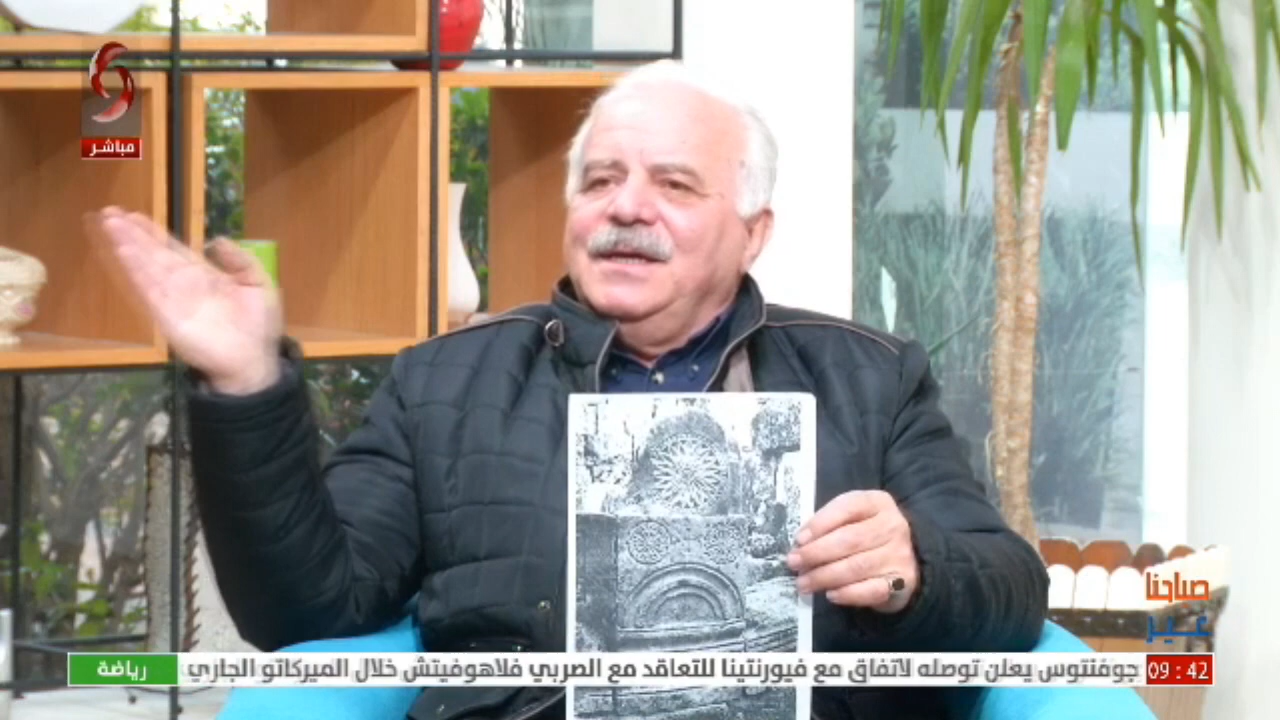 مباشر
صباحنا
غير
جوفنتوس يعلن توصله لاتفاق مع فيورنتينا للتعاقد مع الصربي فلاهوفيتش خلال الميركاتو الجاري
رياضة
09 : 42